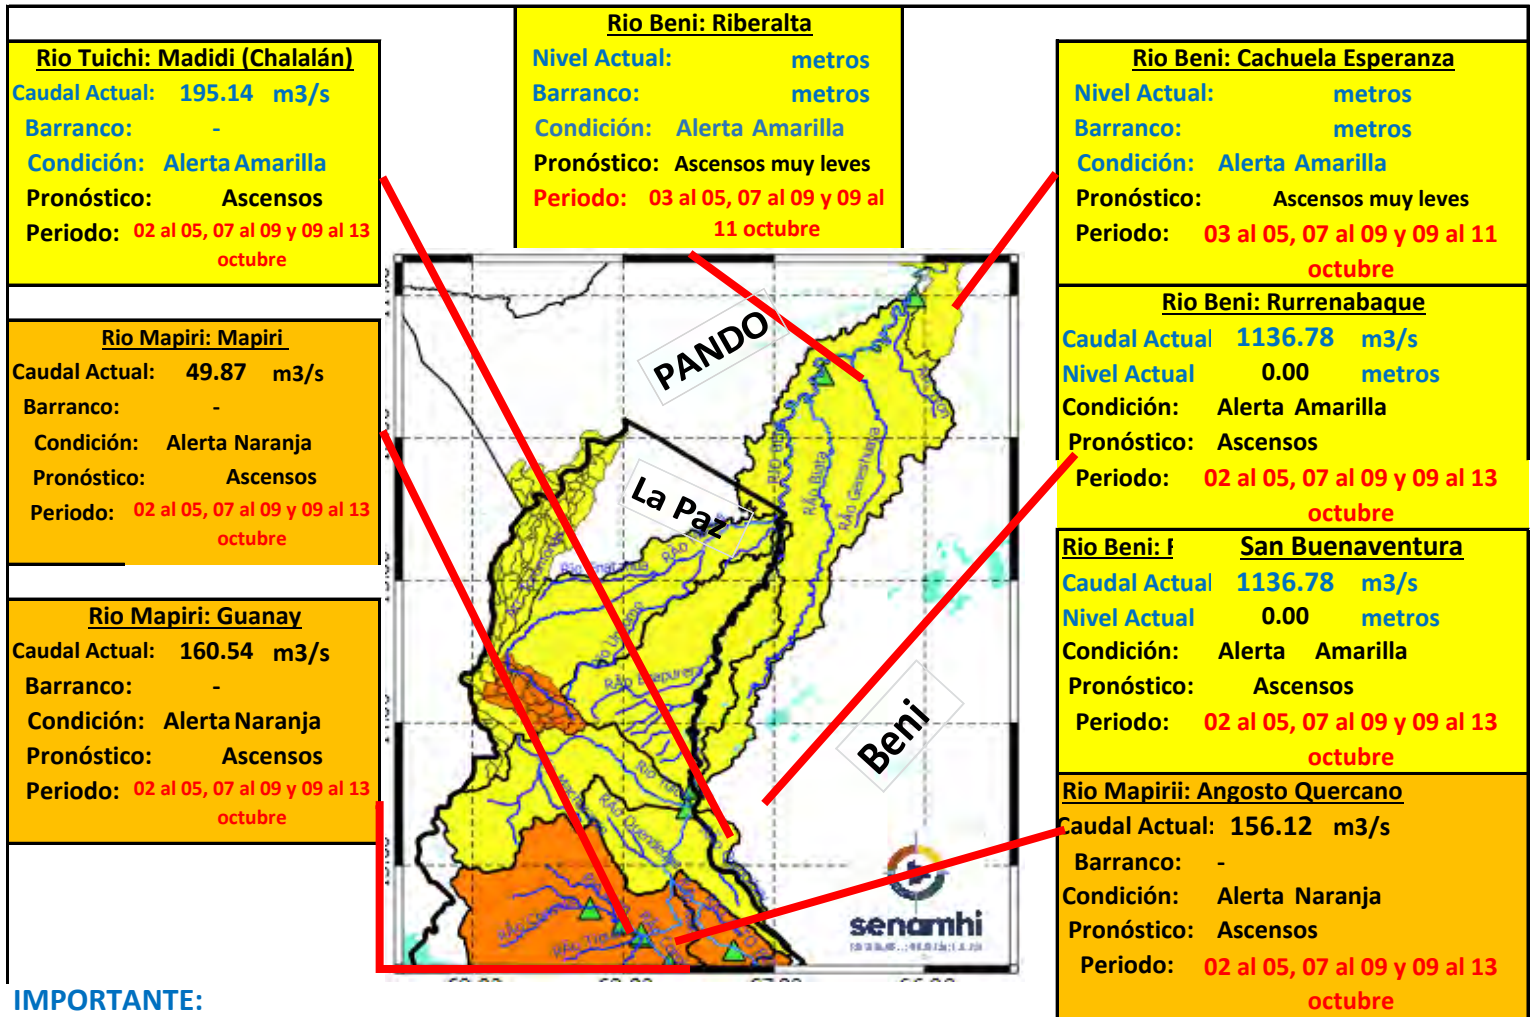 Rio Tuichi: Madidi (Chalalán)
Caudal Actual: 195.14 m3/s
Barranco: -
Condición: Alerta Amarilla
Pronóstico: Ascensos
Periodo: 02 al 05, 07 al 09 y 09 al 13
octubre
Rio Mapiri: Mapiri
Caudal Actual: 49.87 m3/s
Barranco: -
Condición: Alerta Naranja
Pronóstico: Ascensos
Periodo: 02 al 05, 07 al 09 y 09 al 13
octubre
Rio Mapiri: Guanay
Caudal Actual: 160.54 m3/s
Barranco: -
Condición: Alerta Naranja
Pronóstico: Ascensos
Periodo: 02 al 05, 07 al 09 y 09 al 13
octubre
Rio Beni: Riberalta
Nivel Actual: metros
Barranco: metros
Condición: Alerta Amarilla
Pronóstico: Ascensos muy leves
Periodo: 03 al 05, 07 al 09 y 09 al
11 octubre
PANDO
La Paz
Beni
RÃo Biata
RÃo Geneshuaya
senamhi
Rio Beni: Cachuela Esperanza
Nivel Actual: metros
Barranco: metros
Condición: Alerta Amarilla
Pronóstico: Ascensos muy leves
Periodo: 03 al 05, 07 al 09 y 09 al 11
octubre
Rio Beni: Rurrenabaque
Caudal Actual 1136.78 m3/s
Nivel Actual 0.00 metros
Condición: Alerta Amarilla
Pronóstico: Ascensos
Periodo: 02 al 05, 07 al 09 y 09 al 13
octubre
Rio Beni: San Buenaventura
Caudal Actual 1136.78 m3/s
Nivel Actual 0.00 metros
Condición: Alerta Amarilla
Pronóstico: Ascensos
Periodo: 02 al 05, 07 al 09 y 09 al 13
octubre
Rio Mapirii: Angosto Quercano
Caudal Actual: 156.12 m3/s
Barranco: -
Condición: Alerta Naranja
Pronóstico: Ascensos
Periodo: 02 al 05, 07 al 09 y 09 al 13
octubre
IMPORTANTE: